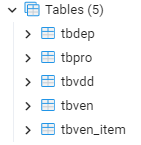 Tables (5)
tbdep
tbpro
tbvdd
tbven
tbven_item